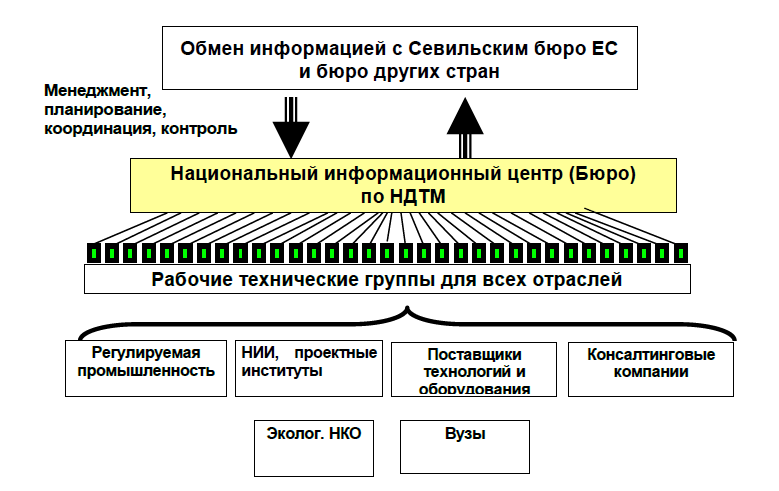 Обмен информацией с Севильским бюро ЕС
и бюро других стран
Менеджмент,
планирование,
координация, контроль
Национальный информационный центр (Бюро)
по НДТМ
Рабочие технические группы для всех отраслей
Регулируемая
промышленность
НИИ, проектные
институты
Поставщики
технологий и
оборудования
Консалтинговые
компании
Эколог. НКО
Вузы